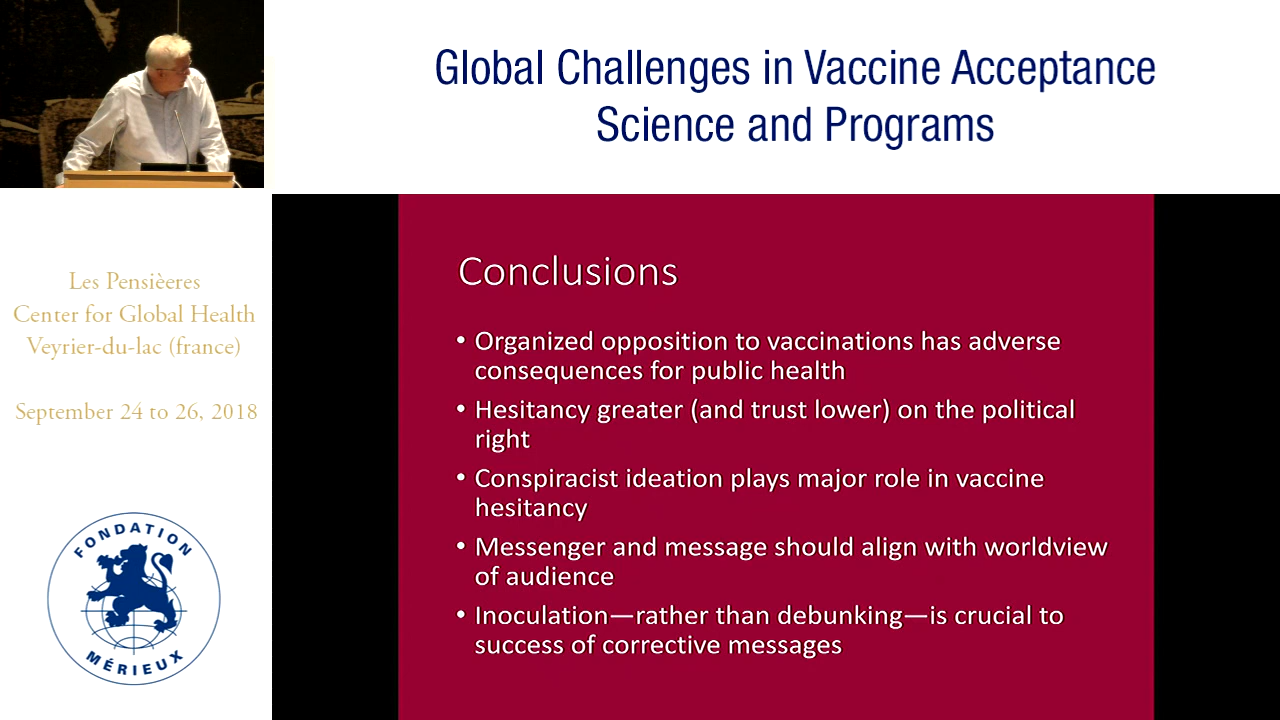 Global Challenges in Vaccine Acceptance
Science and Programs
Les Pensièeres
Center for Global Health
Veyrier-du-lac (france)
September 24 to 26, 2018
FONDATION
MÉRIEUX
Conclusions
• Organized opposition to vaccinations has adverse
consequences for public health
• Hesitancy greater (and trust lower) on the political
right
• Conspiracist ideation plays major role in vaccine
hesitancy
• Messenger and message should align with worldview
of audience
• Inoculation—rather than debunking—is crucial to
success of corrective messages